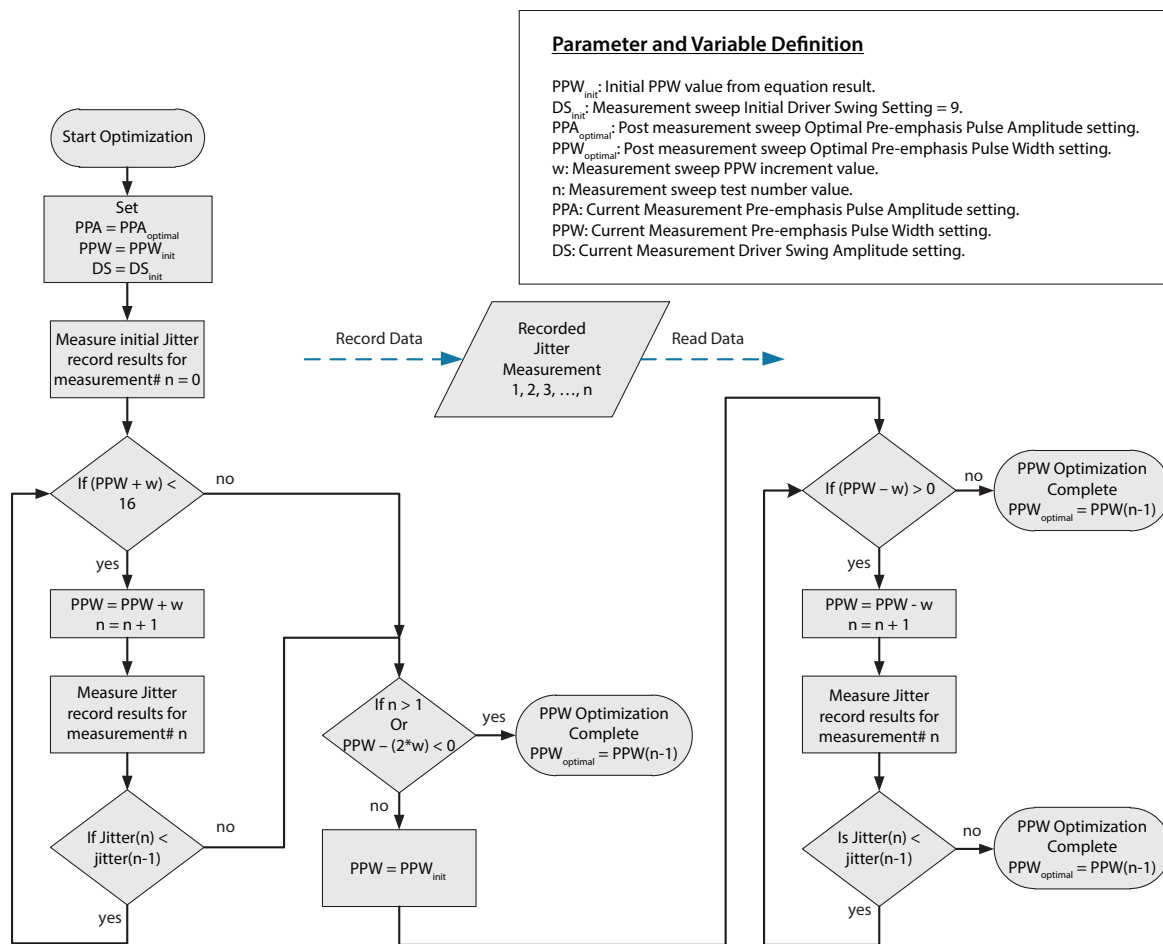 Parameter and Variable Definition
PPWinit: Initial PPW value from equation result.
DSinit: Measurement sweep Initial Driver Swing Setting = 9.
PPAoptimal: Post measurement sweep Optimal Pre-emphasis Pulse Amplitude setting.
PPWoptimal: Post measurement sweep Optimal Pre-emphasis Pulse Width setting.
w: Measurement sweep PPW increment value.
n: Measurement sweep test number value.
PPA: Current Measurement Pre-emphasis Pulse Amplitude setting.
PPW: Current Measurement Pre-emphasis Pulse Width setting.
DS: Current Measurement Driver Swing Amplitude setting.
Start Optimization
Set
PPA = PPAoptimal
PPW = PPWinit
DS = DSinit
Measure initial Jitter
record results for
measurement# n = 0
Record Data
Recorded
Jitter
Measurement
1, 2, 3, …, n
Read Data
If (PPW + w) <
16
no
yes
PPW = PPW + w
n = n + 1
Measure Jitter
record results for
measurement# n
If Jitter(n) <
jitter(n-1)
no
yes
If n > 1
Or
PPW – (2*w) < 0
yes
PPW Optimization
Complete
PPWoptimal = PPW(n-1)
no
PPW = PPWinit
If (PPW – w) > 0
no
PPW Optimization
Complete
PPWoptimal = PPW(n-1)
yes
PPW = PPW - w
n = n + 1
Measure Jitter
record results for
measurement# n
Is Jitter(n) <
jitter(n-1)
no
PPW Optimization
Complete
PPWoptimal = PPW(n-1)
yes